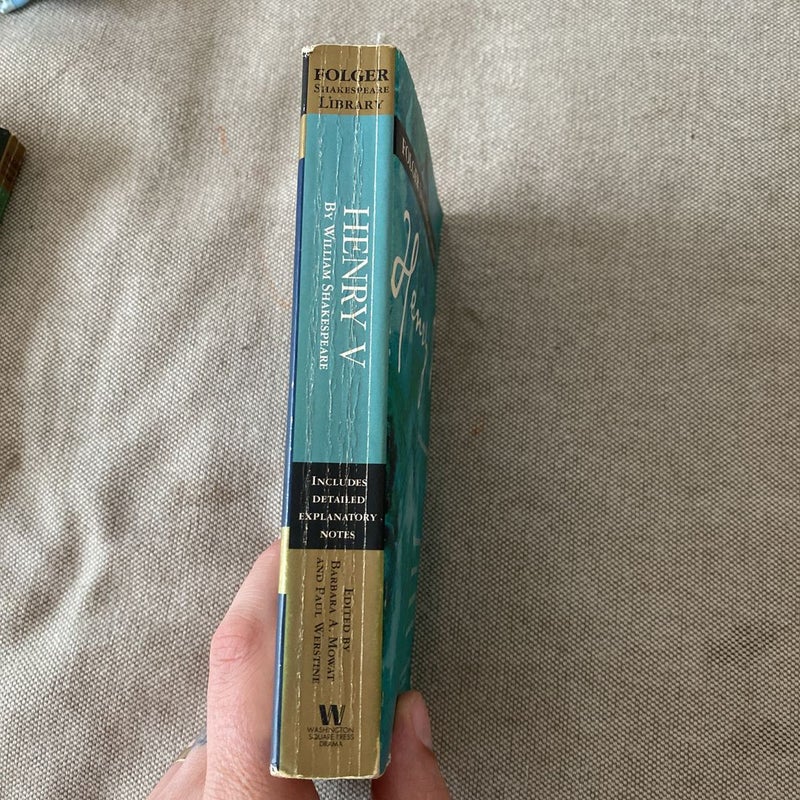 FOLGER
SHAKESPEARE
LIBRARY
HENRY V
BY WILLIAM SHAKESPEARE
INCLUDES
DETAILED
EXPLANATORY
NOTES
EDITED BY
BARBARA A. MOWAT
AND PAUL WERSTINE
W
WASHINGTON
SQUARE PRESS
DRAMA
FOLGER